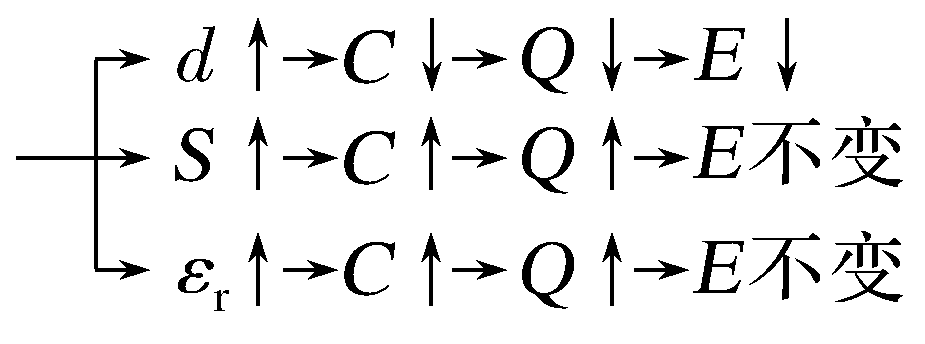 d ↑ → C ↓ → Q ↓ → E ↓
S ↑ → C ↑ → Q ↑ → E不变
εr ↑ → C ↑ → Q ↑ → E不变